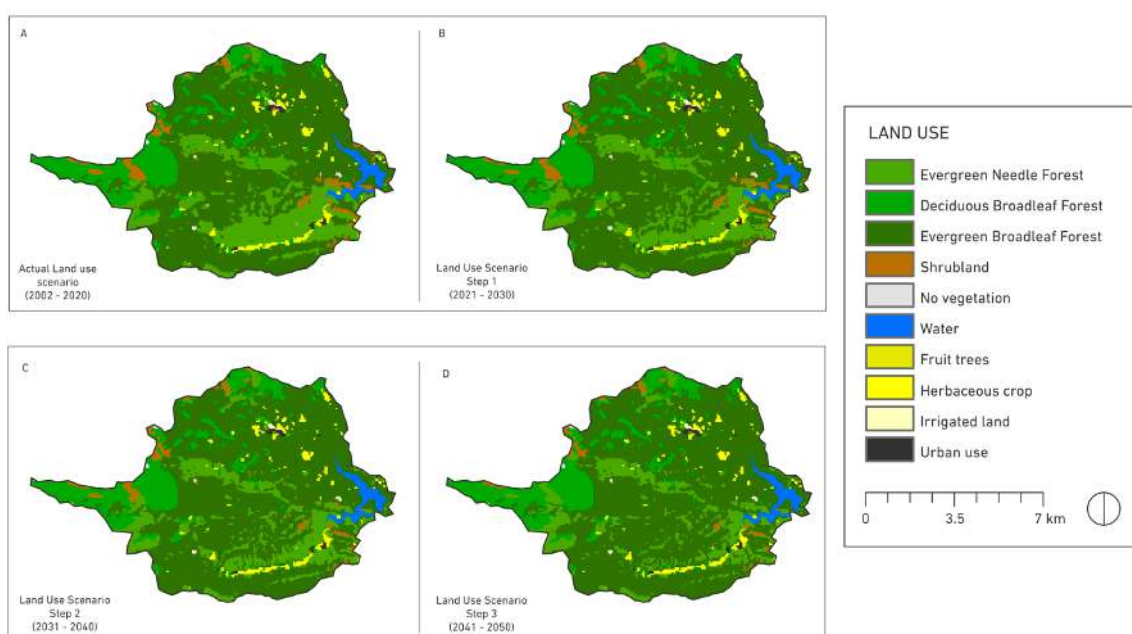 A
B
Actual Land use
scenario
(2002 - 2020)
Land Use Scenario
Step 1
(2021 - 2030)
C
D
Land Use Scenario
Step 2
(2031 - 2040)
Land Use Scenario
Step 3
(2041 - 2050)
LAND USE
Evergreen Needle Forest
Deciduous Broadleaf Forest
Evergreen Broadleaf Forest
Shrubland
No vegetation
Water
Fruit trees
Herbaceous crop
Irrigated land
Urban use
0 3.5 7 km